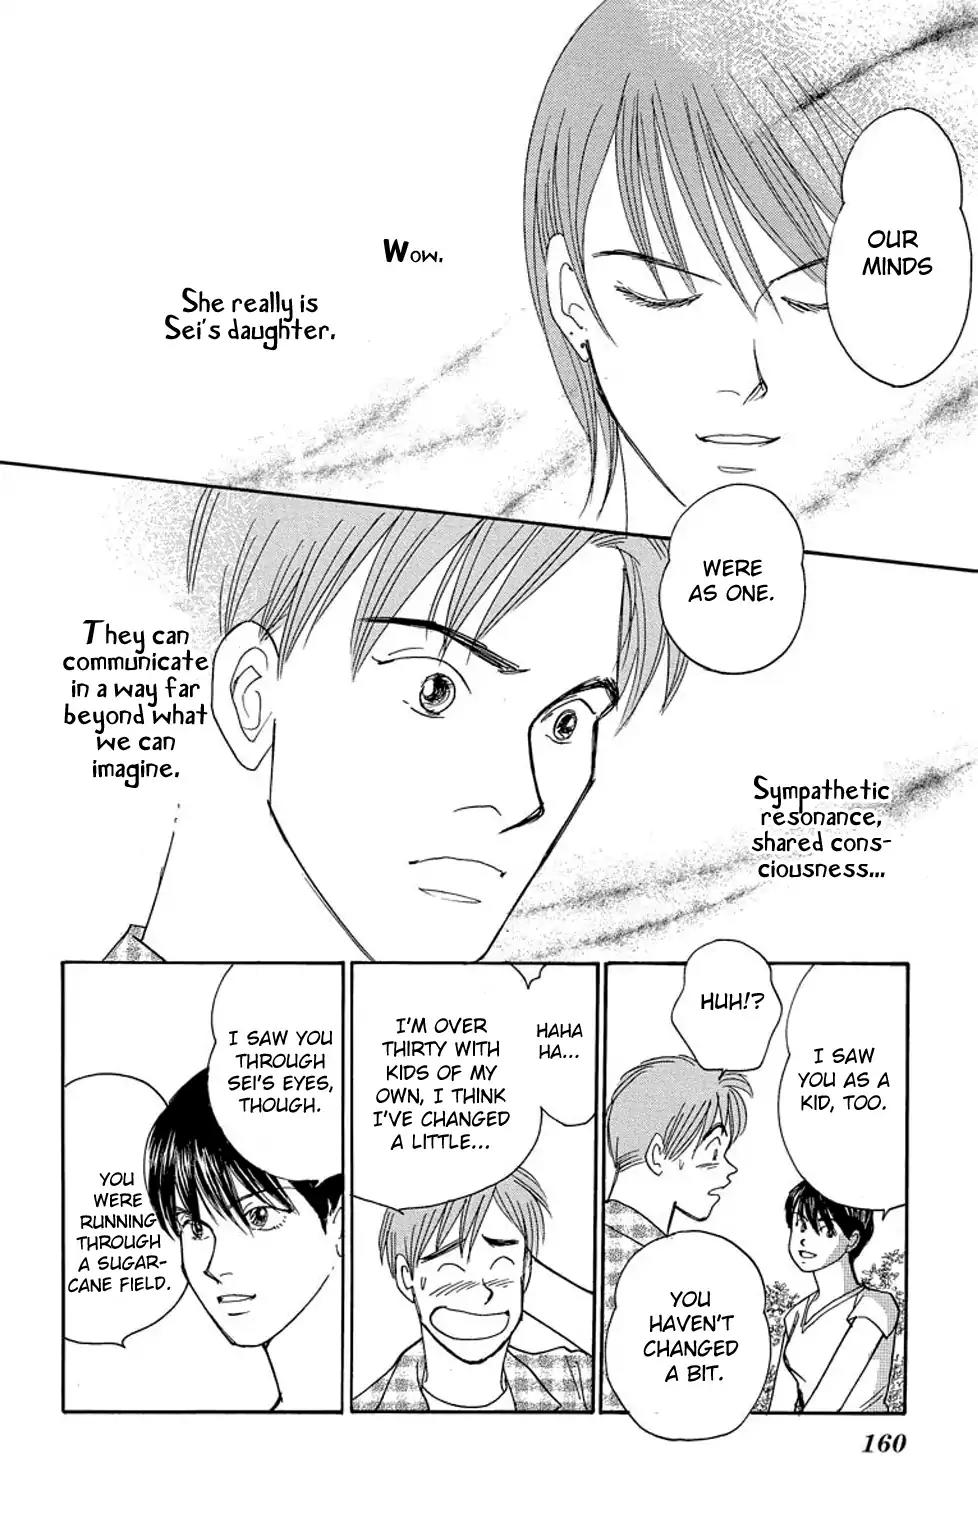 OUR
MINDS
Wow.
She really is
Sei's daughter.
WERE
AS ONE.
They can
communicate
in a way far
beyond what
we can
imagine.
Sympathetic
resonance,
shared cons-
ciousness...
HUH!?
I SAW
YOU AS A
KID, TOO.
YOU
HAVEN'T
CHANGED
A BIT.
HAHA
HA...
I'M OVER
THIRTY WITH
KIDS OF MY
OWN, I THINK
I'VE CHANGED
A LITTLE...
I SAW YOU
THROUGH
SEI'S EYES,
THOUGH.
YOU
WERE
RUNNING
THROUGH
A SUGAR-
CANE FIELD.
160